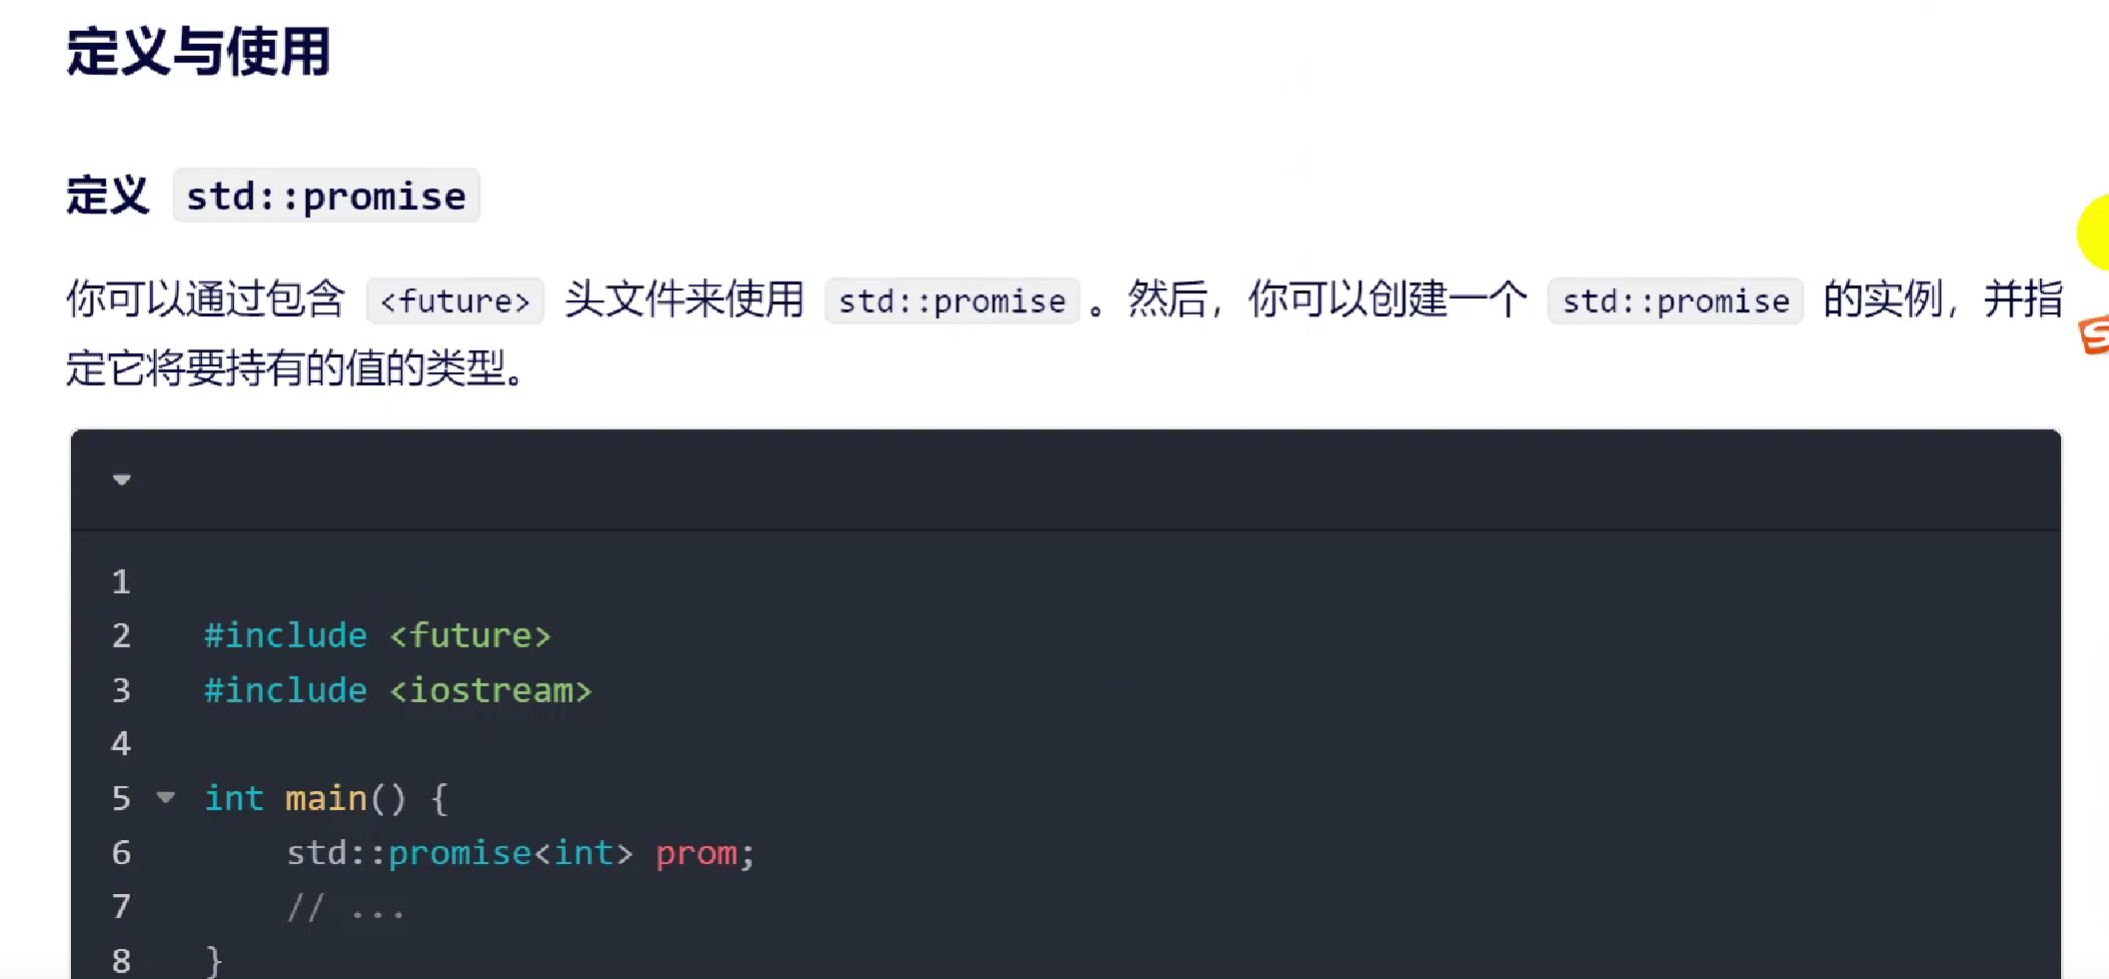 定义与使用
定义 std::promise
你可以通过包含 <future> 头文件来使用 std::promise 。然后，你可以创建一个 std::promise 的实例，并指
定它将要持有的值的类型。
1
2 #include <future>
3 #include <iostream>
4
5 int main() {
6 std::promise<int> prom;
7 // ...
8 }